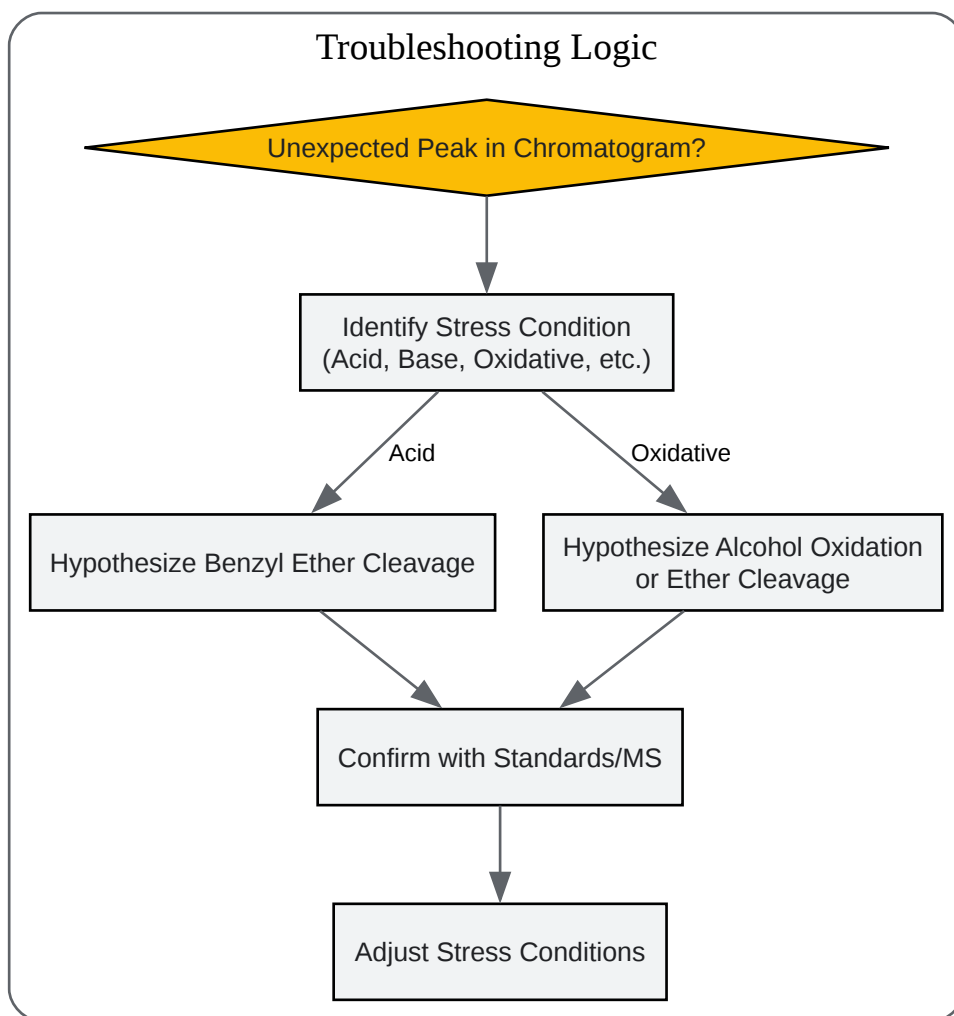 Troubleshooting Logic
Unexpected Peak in Chromatogram?
Identify Stress Condition
(Acid, Base, Oxidative, etc.)
Acid
Oxidative
Hypothesize Benzyl Ether Cleavage
Hypothesize Alcohol Oxidation
or Ether Cleavage
Confirm with Standards/MS
Adjust Stress Conditions